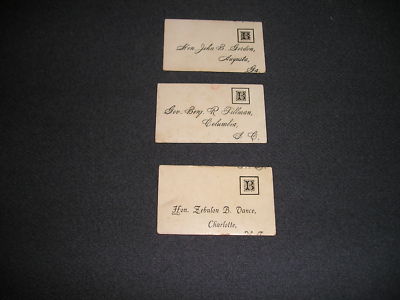 B
Hon John B. Gordon,
Augusta,
Ga.
B
Gov. Benj. R. Tillman,
Columbia,
S. C.
B
Hon. Zebulon B. Vance,
Charlotte,